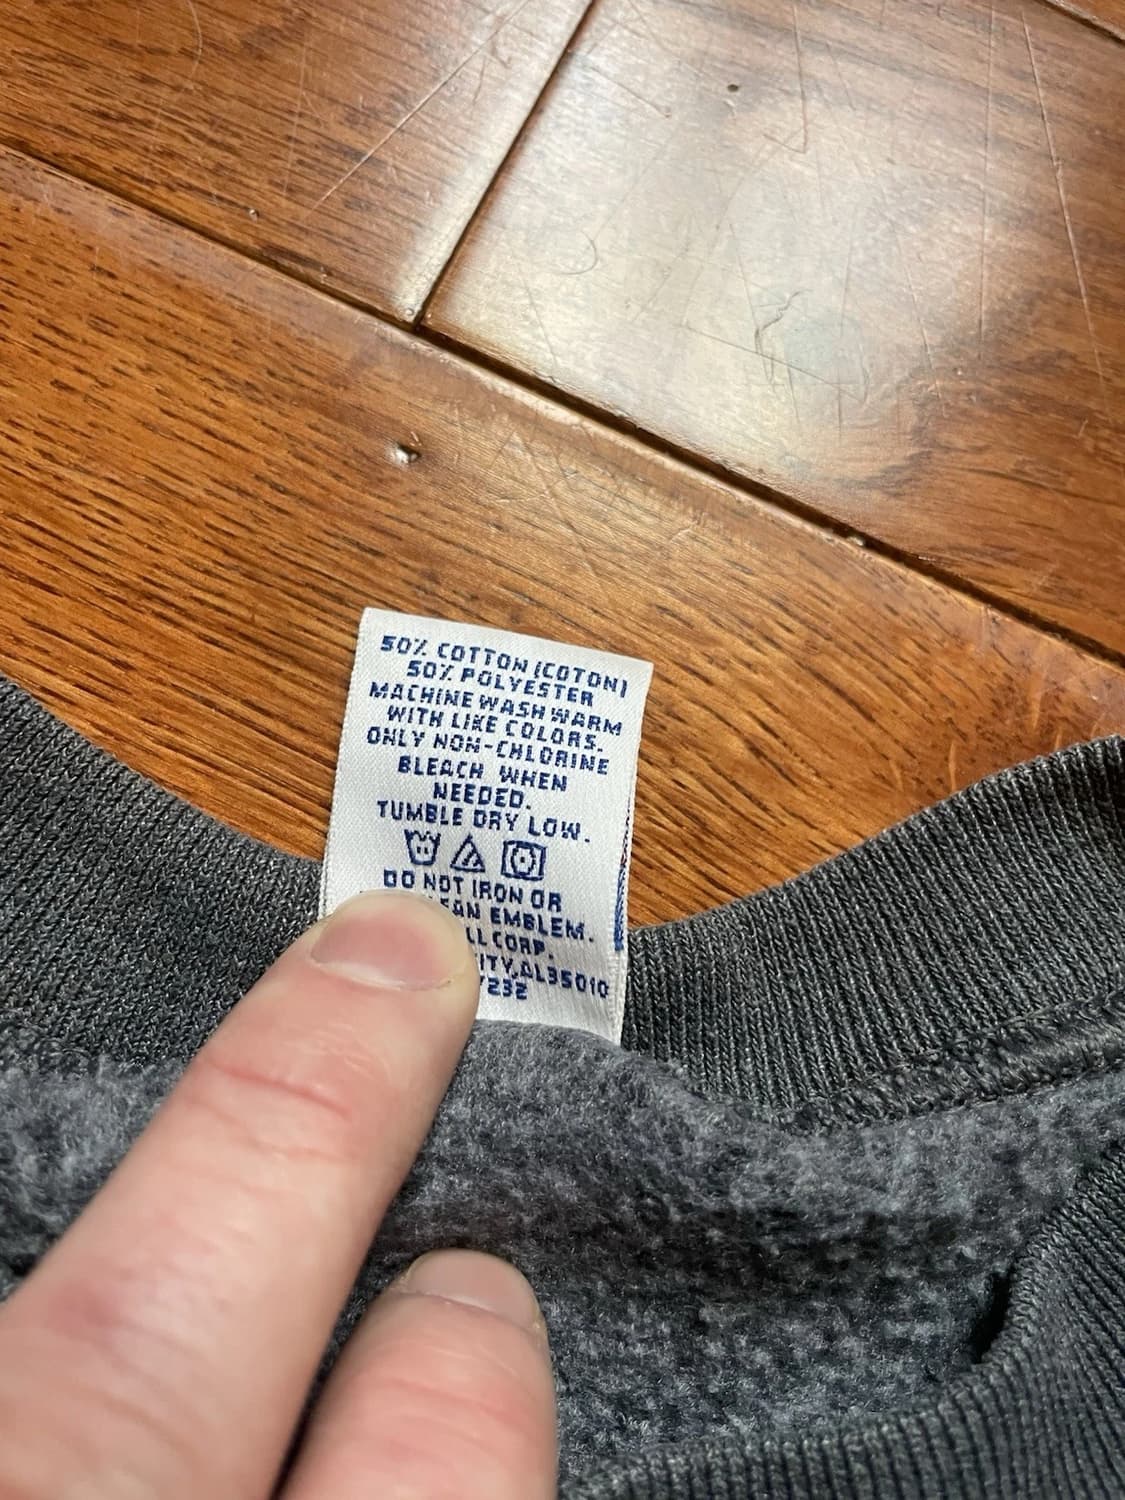 50% COTTON (COTON)
50% POLYESTER
MACHINE WASH WARM
WITH LIKE COLORS.
ONLY NON-CHLORINE
BLEACH WHEN
NEEDED.
TUMBLE DRY LOW.
DO NOT IRON OR
EMBLEM.
CORP.
AL35010